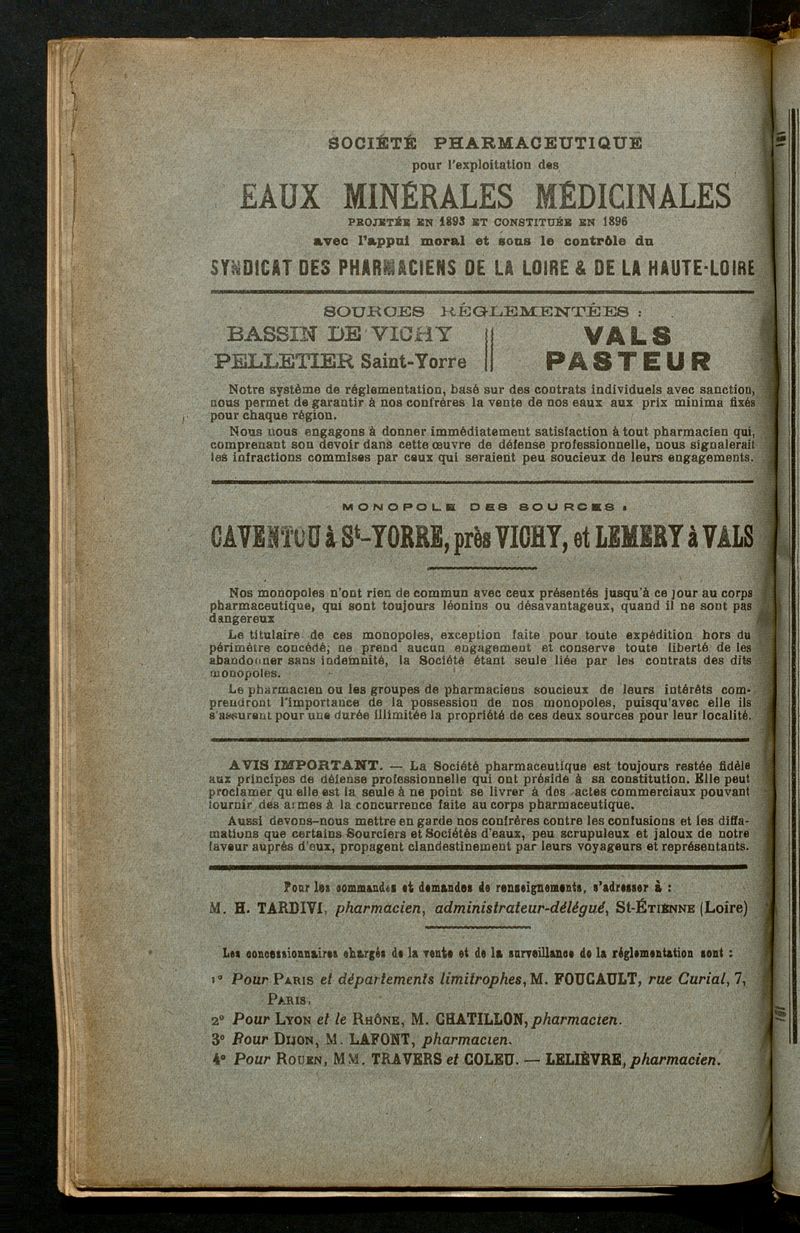 SOCIÉTÉ PHARMACEUTIQUE
pour l'exploitation des
EAUX MINÉRALES MÉDICINALES
PROJETÉE EN 1893 ET CONSTITUÉE EN 1896
avec l'appui moral et sous le contrôle du
SYNDICAT DES PHARMACIENS DE LA LOIRE & DE LA HAUTE-LOIRE
SOURCES RÉGLEMENTÉES :
BASSIN DE VICHY
PELLETIER Saint-Yorre
VALS
PASTEUR
Notre système de réglementation, basé sur des contrats individuels avec sanction,
nous permet de garantir à nos confrères la vente de nos eaux aux prix minima fixés
pour chaque région.
Nous nous engageons à donner immédiatement satisfaction à tout pharmacien qui,
comprenant son devoir dans cette œuvre de défense professionnelle, nous signalerait
les infractions commises par ceux qui seraient peu soucieux de leurs engagements.
MONOPOLE DES SOURCES :
CAVENTOU à St-YORRE, près VICHY, et LEMERY à VALS
Nos monopoles n'ont rien de commun avec ceux présentés jusqu'à ce jour au corps
pharmaceutique, qui sont toujours léonins ou désavantageux, quand il ne sont pas
dangereux
Le titulaire de ces monopoles, exception faite pour toute expédition hors du
périmètre concédé, ne prend aucun engagement et conserve toute liberté de les
abandonner sans indemnité, la Société étant seule liée par les contrats des dits
monopoles.
Le pharmacien ou les groupes de pharmaciens soucieux de leurs intérêts com-
prendront l'importance de la possession de nos monopoles, puisqu'avec elle ils
s'assurent pour une durée illimitée la propriété de ces deux sources pour leur localité.
AVIS IMPORTANT. — La Société pharmaceutique est toujours restée fidèle
aux principes de défense professionnelle qui ont présidé à sa constitution. Elle peut
proclamer qu'elle est la seule à ne point se livrer à des actes commerciaux pouvant
fournir des armes à la concurrence faite au corps pharmaceutique.
Aussi devons-nous mettre en garde nos confrères contre les confusions et les diffa-
mations que certains Sourciers et Sociétés d'eaux, peu scrupuleux et jaloux de notre
faveur auprès d'eux, propagent clandestinement par leurs voyageurs et représentants.
Pour les commandes et demandes de renseignements, s'adresser à :
M. H. TARDIVI, pharmacien, administrateur-délégué, St-ÉTIENNE (Loire)
Les concessionnaires chargés de la vente et de la surveillance de la réglementation sont :
1° Pour PARIS et départements limitrophes, M. FOUCAULT, rue Curial, 7,
PARIS.
2° Pour LYON et le RHÔNE, M. CHATILLON, pharmacien.
3° Pour DIJON, M. LAFONT, pharmacien.
4° Pour ROUEN, MM. TRAVERS et COLEU. — LELIÈVRE, pharmacien.